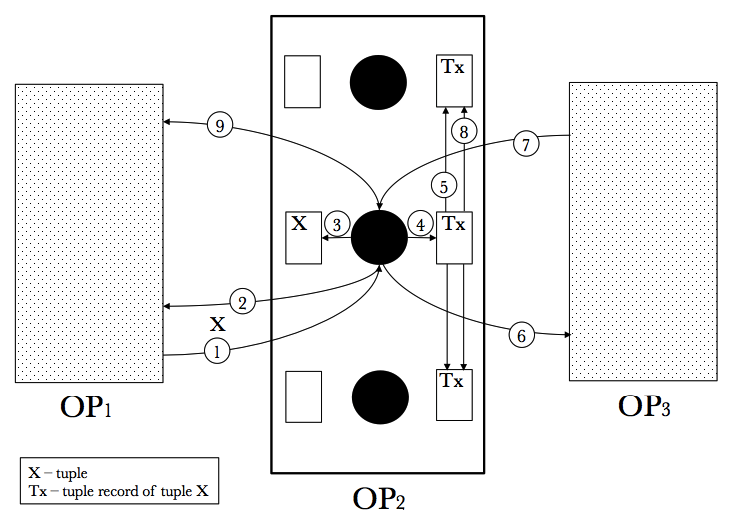 Tx
9
8
7
5
X
3
4
Tx
2
X
1
6
Tx
OP1
OP3
X – tuple
Tx – tuple record of tuple X
OP2